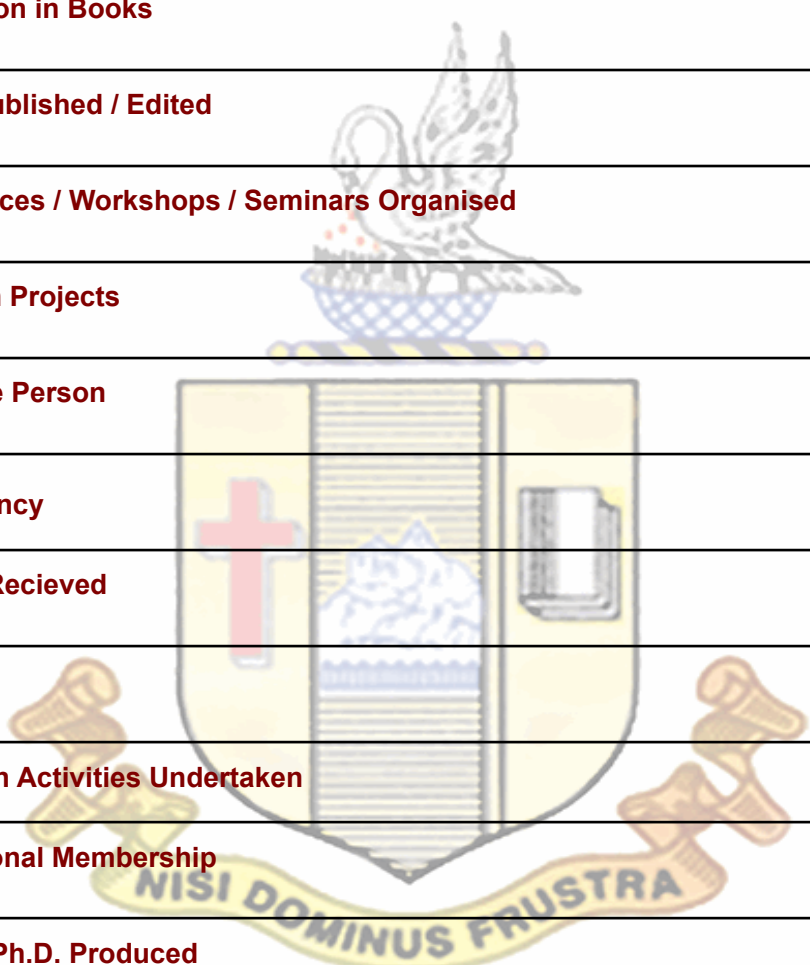 on in Books
ublished / Edited
ces / Workshops / Seminars Organised
Projects
Person
ncy
Recieved
Activities Undertaken
onal Membership
NISI DOMINUS FRUSTRA
Ph.D. Produced